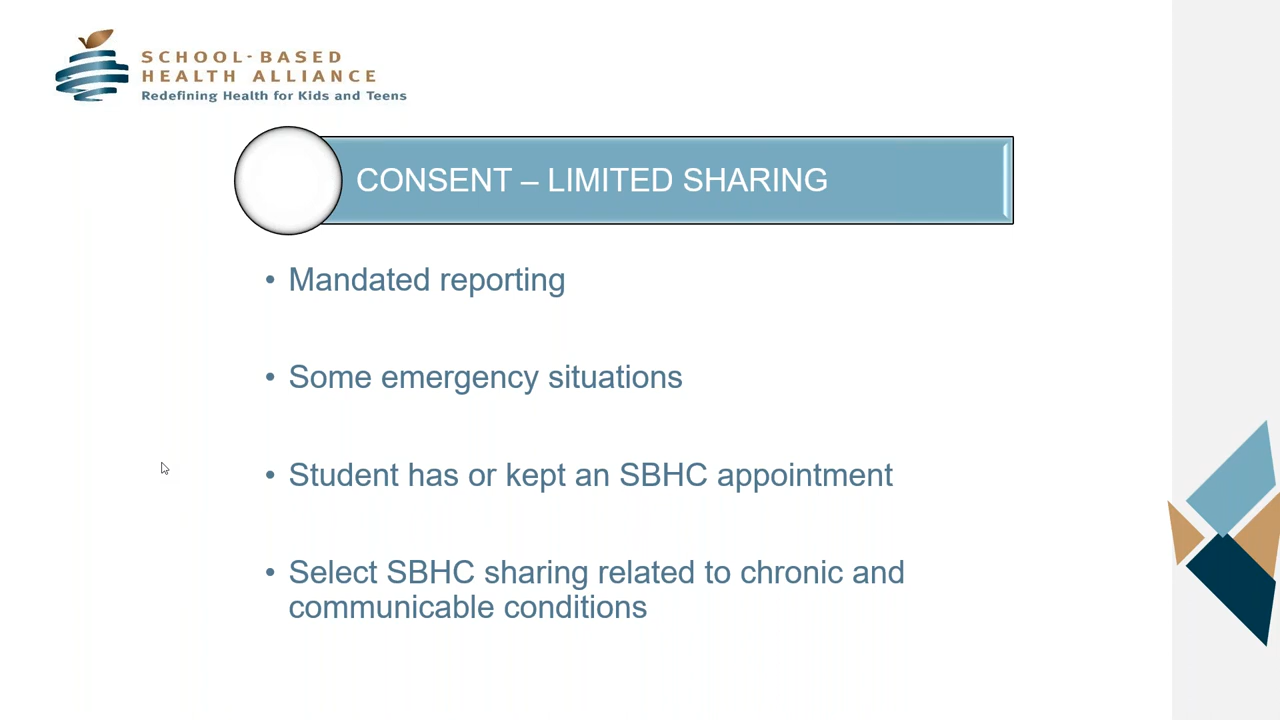 SCHOOL-BASED
HEALTH ALLIANCE
Redefining Health for Kids and Teens
CONSENT – LIMITED SHARING
• Mandated reporting
• Some emergency situations
• Student has or kept an SBHC appointment
• Select SBHC sharing related to chronic and
communicable conditions